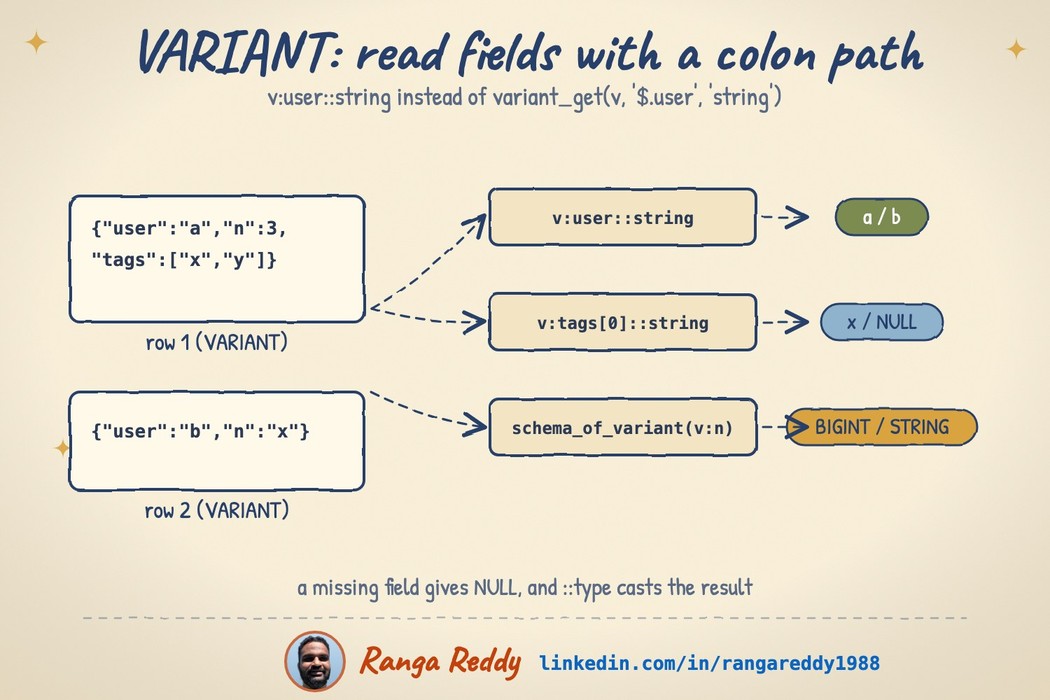 VARIANT: read fields with a colon path
v:user::string instead of variant_get(v, '$.user', 'string')
{"user":"a","n":3,
"tags":["x","y"]}
row 1 (VARIANT)
{"user":"b","n":"x"}
row 2 (VARIANT)
v:user::string
a / b
v:tags[0]::string
x / NULL
schema_of_variant(v:n)
BIGINT / STRING
a missing field gives NULL, and ::type casts the result
Ranga Reddy
linkedin.com/in/rangareddy1988